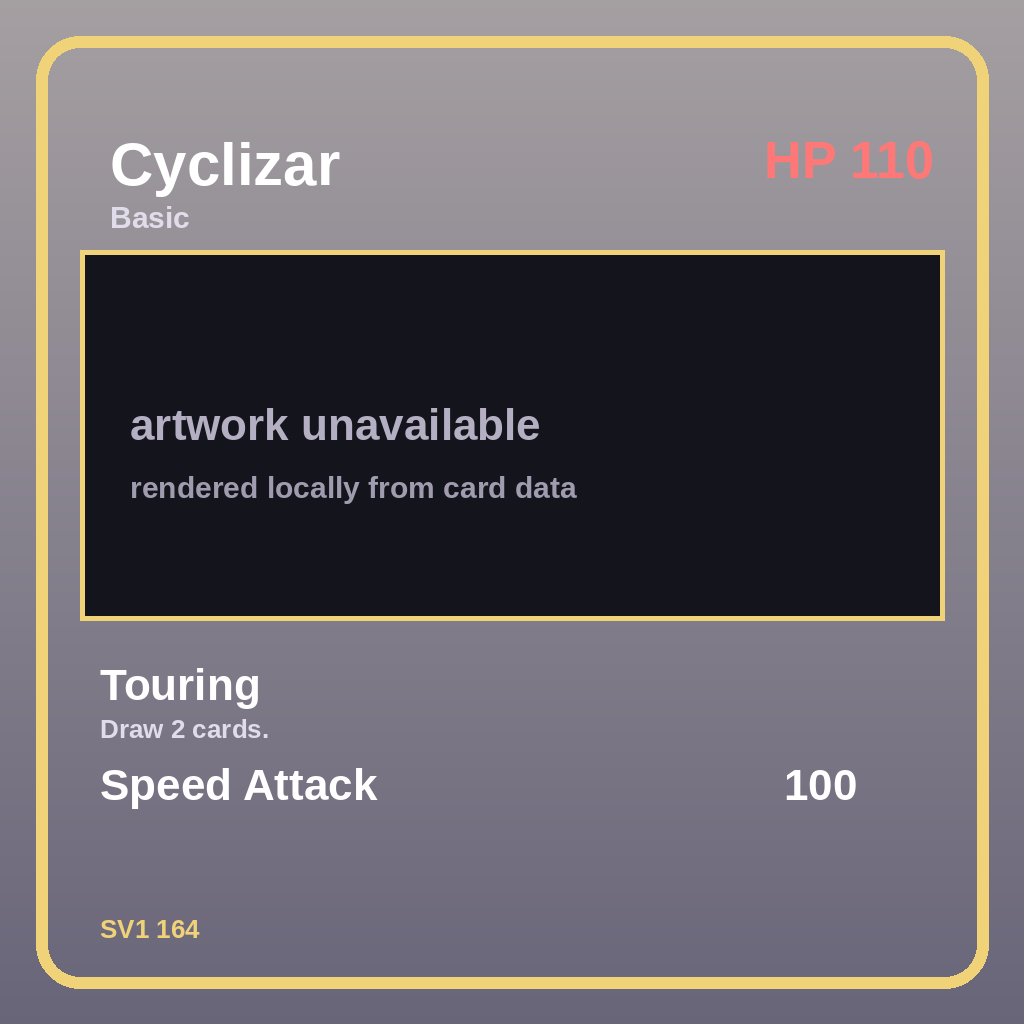 Cyclizar
HP 110
Basic
artwork unavailable
rendered locally from card data
Touring
Draw 2 cards.
Speed Attack 100
SV1 164